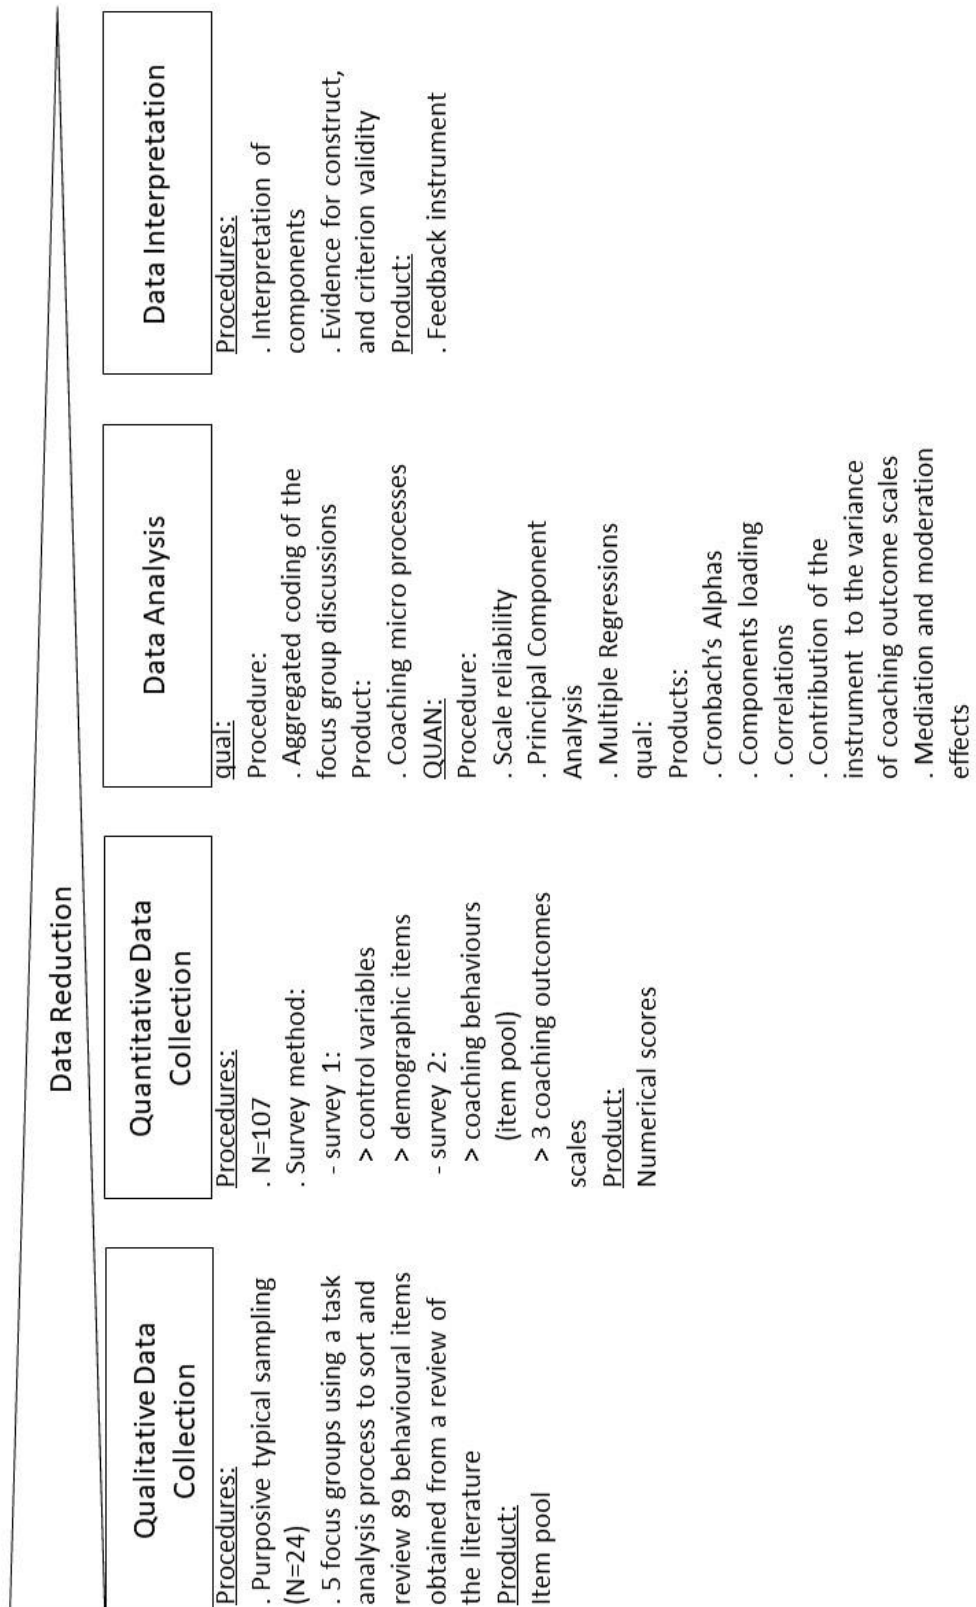 Data Reduction
Qualitative Data
Collection
Procedures:
. Purposive typical sampling
(N=24)
. 5 focus groups using a task
analysis process to sort and
review 89 behavioural items
obtained from a review of
the literature
Product:
Item pool
Quantitative Data
Collection
Procedures:
. N=107
. Survey method:
- survey 1:
> control variables
> demographic items
- survey 2:
> coaching behaviours
(item pool)
> 3 coaching outcomes
scales
Product:
Numerical scores
Data Analysis
qual:
Procedure:
. Aggregated coding of the
focus group discussions
Product:
. Coaching micro processes
QUAN:
Procedure:
. Scale reliability
. Principal Component
Analysis
. Multiple Regressions
qual:
Products:
. Cronbach's Alphas
. Components loading
. Correlations
. Contribution of the
instrument to the variance
of coaching outcome scales
. Mediation and moderation
effects
Data Interpretation
Procedures:
. Interpretation of
components
. Evidence for construct,
and criterion validity
Product:
. Feedback instrument